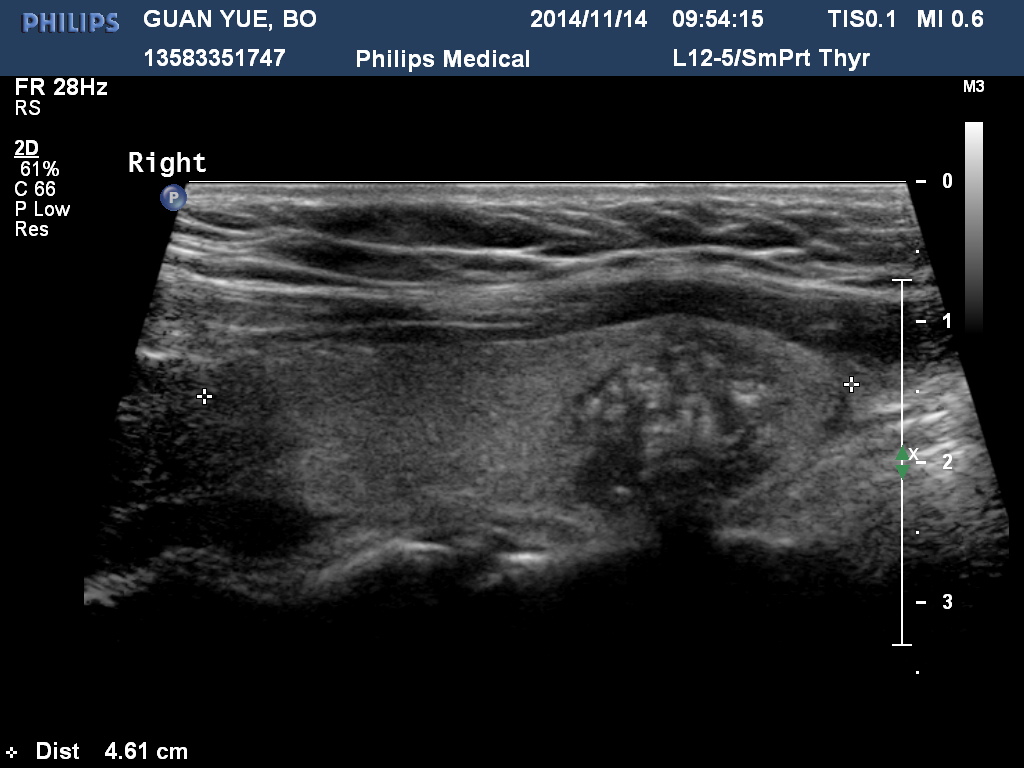 PHILIPS
GUAN YUE, BO
2014/11/14 09:54:15
TIS0.1 MI 0.6
13583351747
Philips Medical
L12-5/SmPrt Thyr
FR 28Hz
RS
M3
2D
61%
C 66
P Low
Res
Right
P
0
1
x
2
3
Dist 4.61 cm